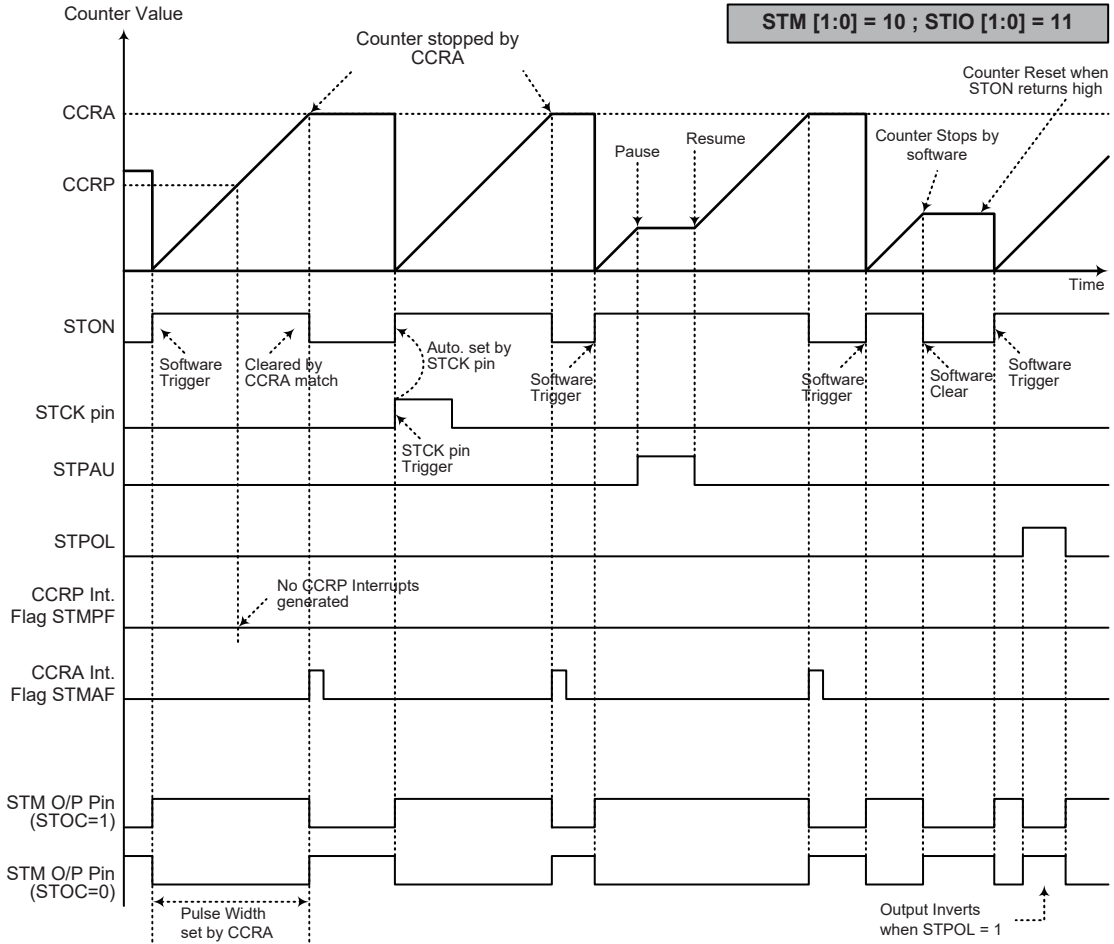 Counter Value
STM [1:0] = 10 ; STIO [1:0] = 11
Counter stopped by
CCRA
Counter Reset when
STON returns high
CCRA
Pause
Resume
Counter Stops by
software
CCRP
Time
STON
Software
Trigger
Cleared by
CCRA match
Auto. set by
STCK pin
Software
Trigger
Software
Trigger
Software
Clear
Software
Trigger
STCK pin
STCK pin
Trigger
STPAU
STPOL
CCRP Int.
Flag STMPF
No CCRP Interrupts
generated
CCRA Int.
Flag STMAF
STM O/P Pin
(STOC=1)
STM O/P Pin
(STOC=0)
Pulse Width
set by CCRA
Output Inverts
when STPOL = 1